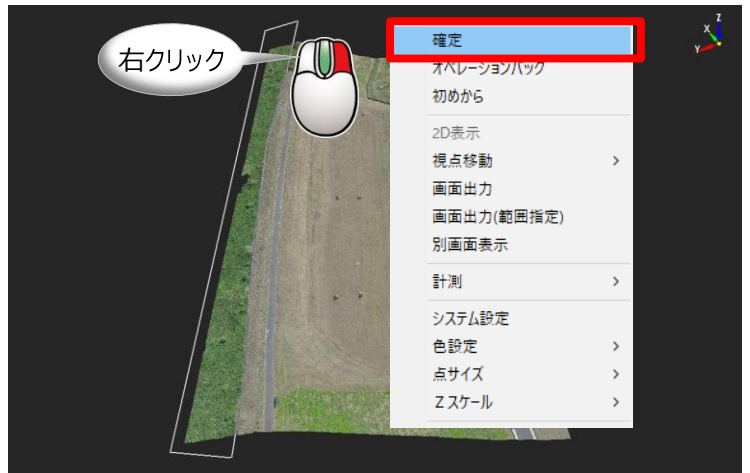 右クリック
確定
オペレーションバック
初めから
2D表示
視点移動 >
画面出力
画面出力(範囲指定)
別画面表示
計測 >
システム設定
色設定 >
点サイズ >
Zスケール >
Z
X
Y